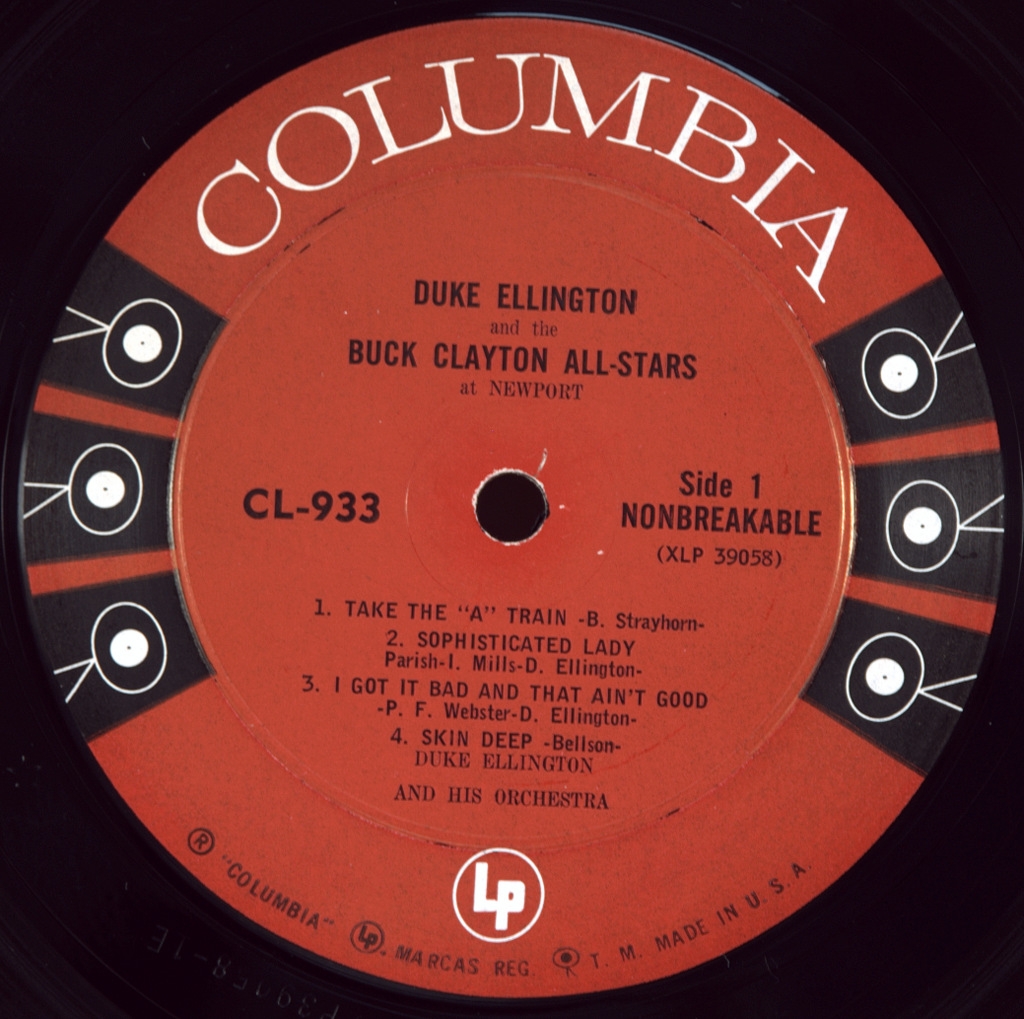 COLUMBIA
DUKE ELLINGTON
and the
BUCK CLAYTON ALL-STARS
at NEWPORT
CL-933
Side 1
NONBREAKABLE
(XLP 39058)
1. TAKE THE "A" TRAIN -B. Strayhorn-
2. SOPHISTICATED LADY
Parish-I. Mills-D. Ellington-
3. I GOT IT BAD AND THAT AIN'T GOOD
-P. F. Webster-D. Ellington-
4. SKIN DEEP -Bellson-
DUKE ELLINGTON
AND HIS ORCHESTRA
Lp
® "COLUMBIA" Lp, MARCAS REG. T. M. MADE IN U. S. A.